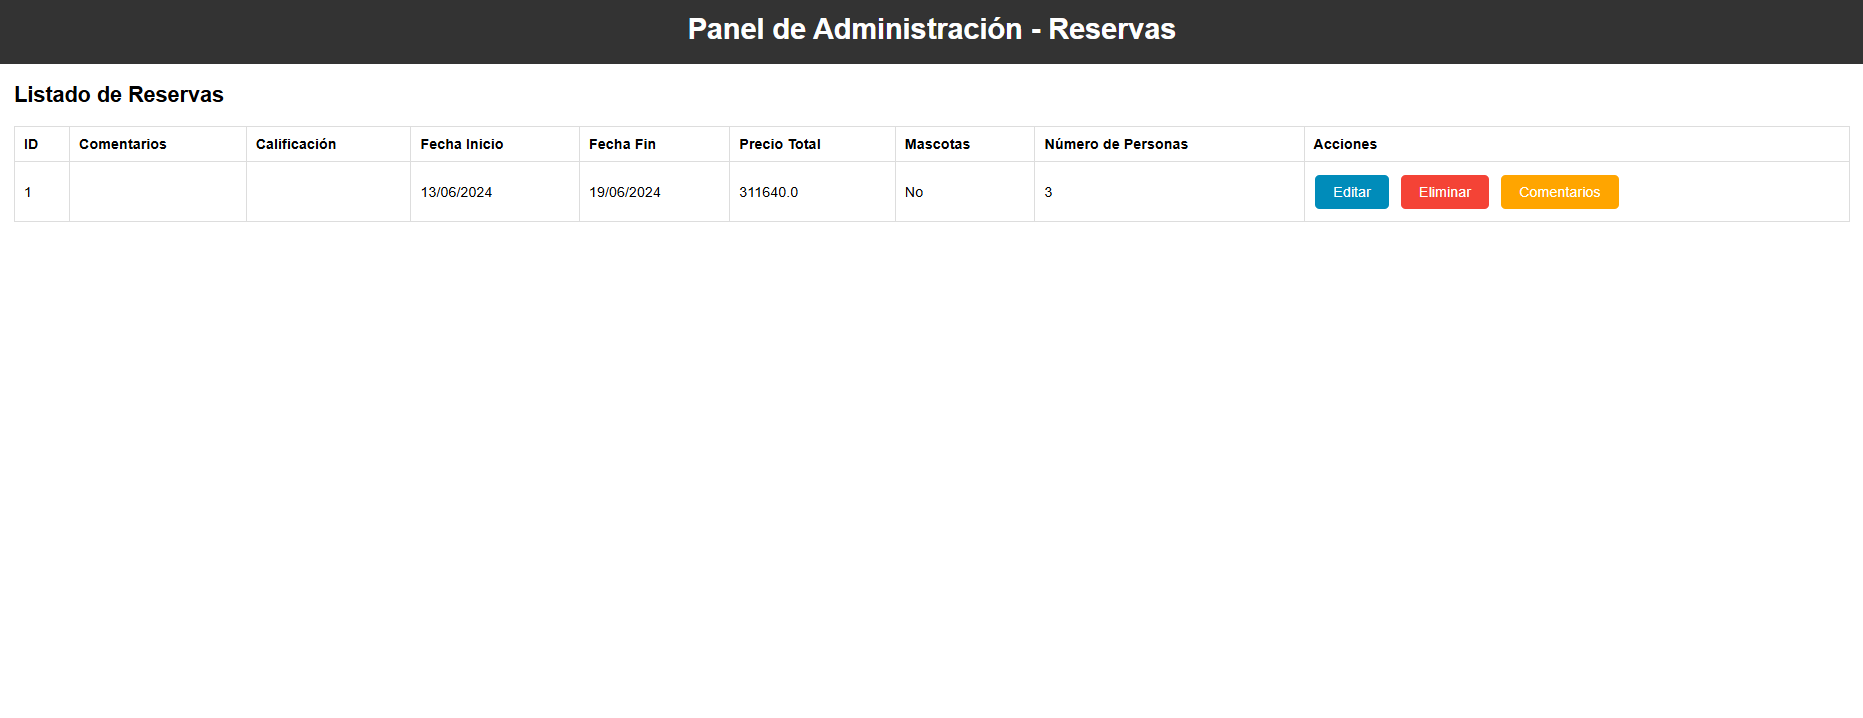 Panel de Administración - Reservas
Listado de Reservas
ID Comentarios Calificación Fecha Inicio Fecha Fin Precio Total Mascotas Número de Personas Acciones
1 13/06/2024 19/06/2024 311640.0 No 3 Editar Eliminar Comentarios